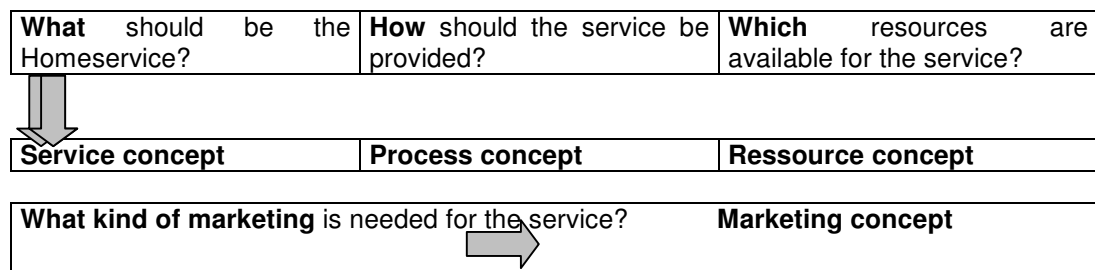 What should be the
Homeservice?
How should the service be
provided?
Which resources are
available for the service?
Service concept
Process concept
Ressource concept
What kind of marketing is needed for the service? Marketing concept